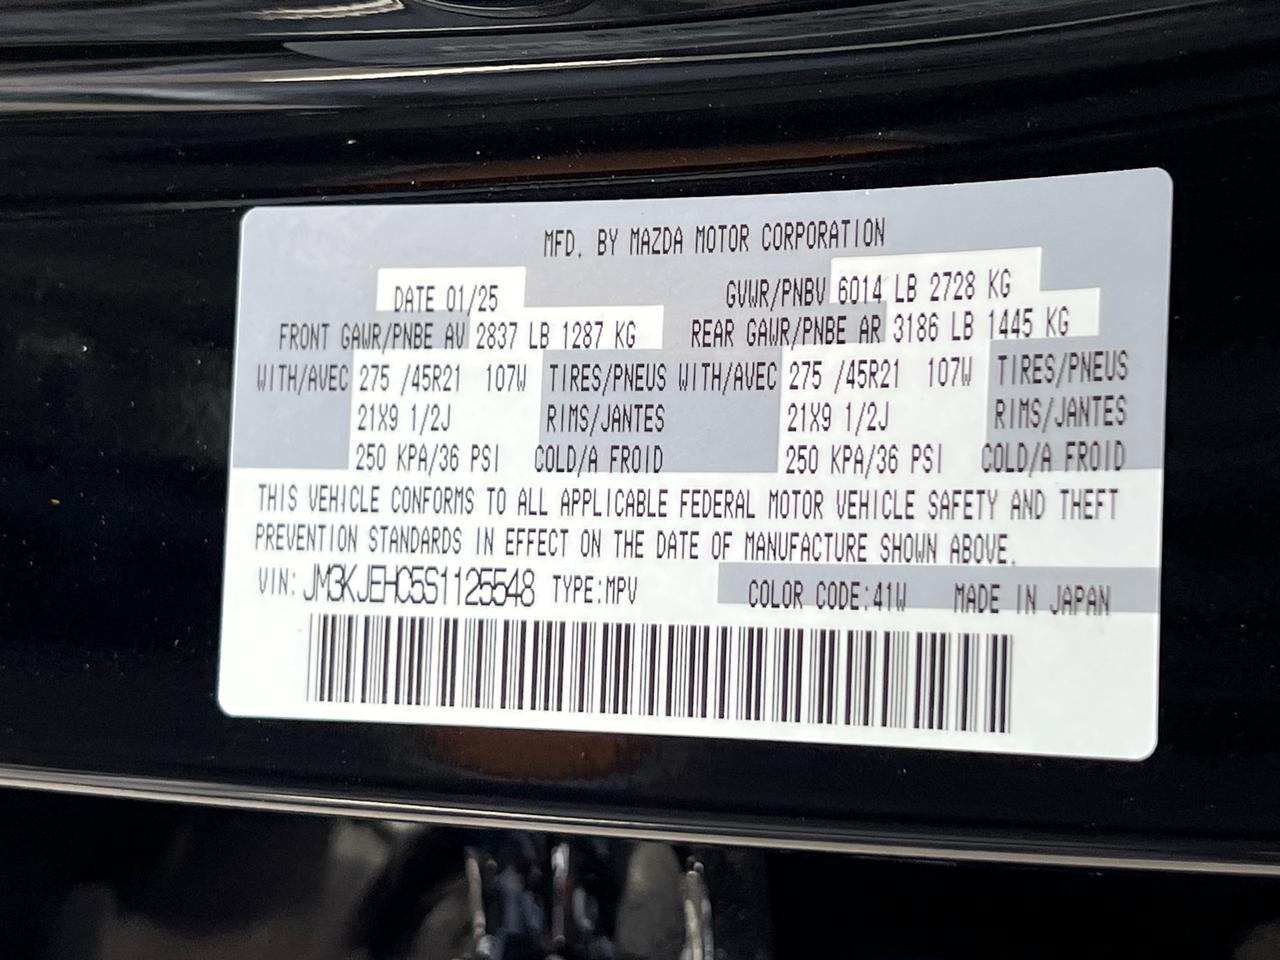 MFD. BY MAZDA MOTOR CORPORATION
DATE 01/25 GVWR/PNBV 6014 LB 2728 KG
FRONT GAWR/PNBE AV 2837 LB 1287 KG REAR GAWR/PNBE AR 3186 LB 1445 KG
WITH/AVEC 275 /45R21 107W TIRES/PNEUS WITH/AVEC 275 /45R21 107W TIRES/PNEUS
21X9 1/2J RIMS/JANTES 21X9 1/2J RIMS/JANTES
250 KPA/36 PSI COLD/A FROID 250 KPA/36 PSI COLD/A FROID
THIS VEHICLE CONFORMS TO ALL APPLICABLE FEDERAL MOTOR VEHICLE SAFETY AND THEFT
PREVENTION STANDARDS IN EFFECT ON THE DATE OF MANUFACTURE SHOWN ABOVE.
VIN: JM3KJEHC5S1125548 TYPE:MPV COLOR CODE:41W MADE IN JAPAN